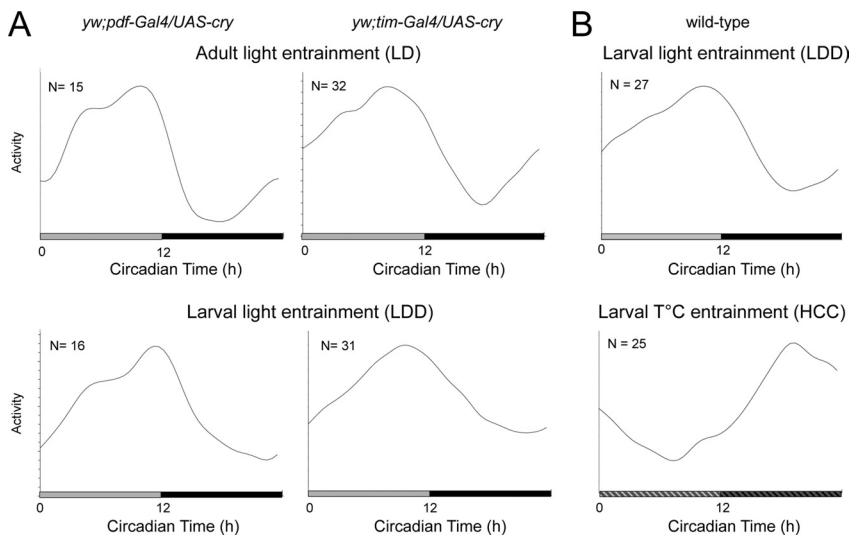 A
yw;pdf-Gal4/UAS-cry
yw;tim-Gal4/UAS-cry
B
wild-type
Adult light entrainment (LD)
Larval light entrainment (LDD)
N= 15
N= 32
N = 27
Activity
0
12
0
12
0
12
Circadian Time (h)
Circadian Time (h)
Circadian Time (h)
Larval light entrainment (LDD)
Larval T°C entrainment (HCC)
N= 16
N= 31
N = 25
Activity
0
12
0
12
0
12
Circadian Time (h)
Circadian Time (h)
Circadian Time (h)